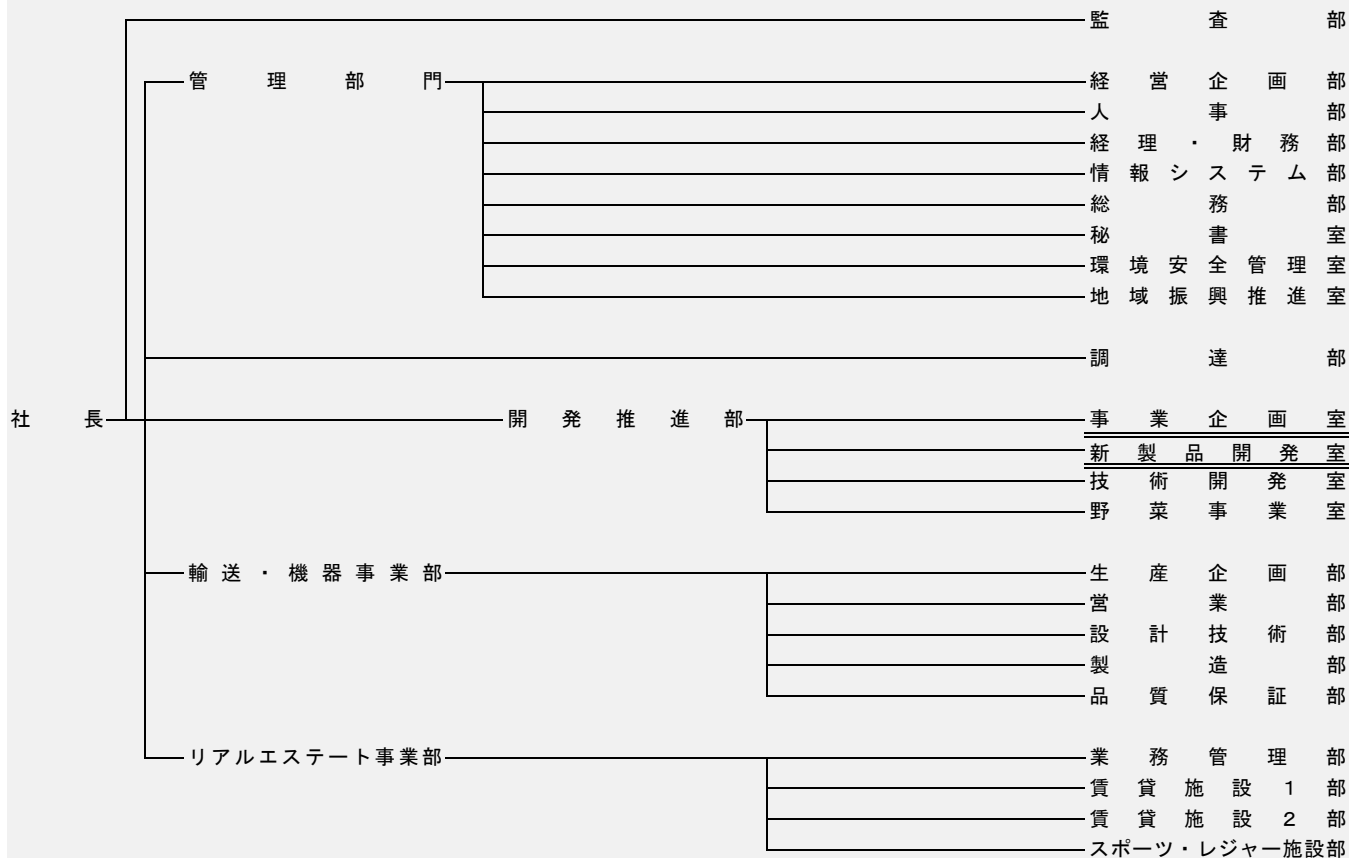 監査部
管理部門 経営企画部
人事部
経理・財務部
情報システム部
総務部
秘書室
環境安全管理室
地域振興推進室
調達部
社長 開発推進部 事業企画室
新製品開発室
技術開発室
野菜事業室
輸送・機器事業部 生産企画部
営業部
設計技術部
製造部
品質保証部
リアルエステート事業部 業務管理部
賃貸施設1部
賃貸施設2部
スポーツ・レジャー施設部